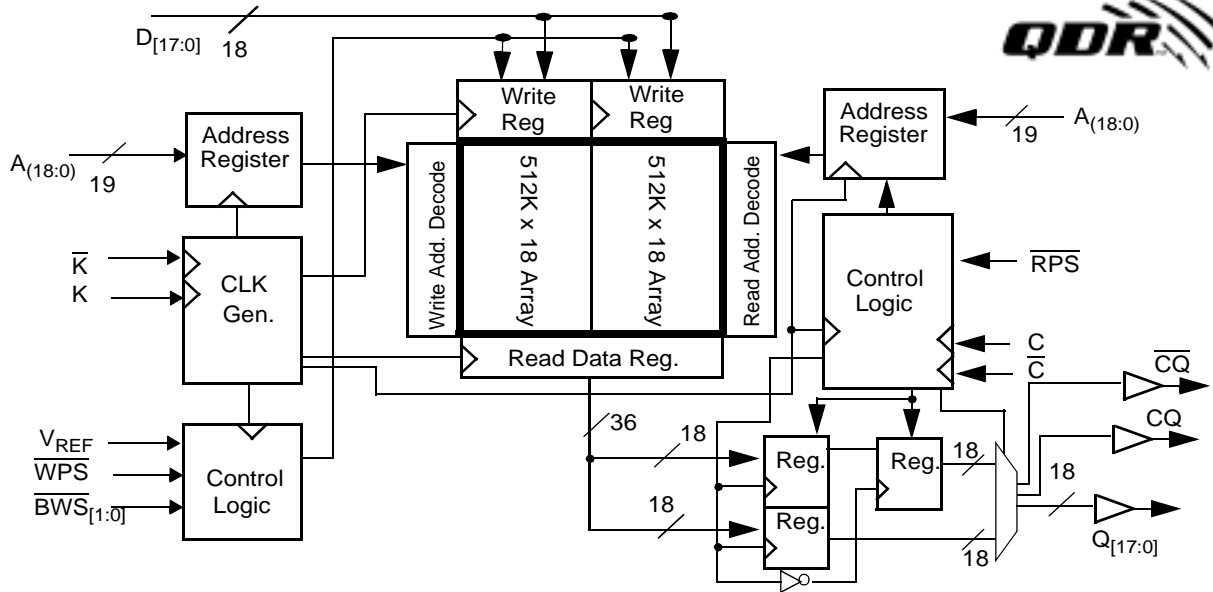 D[17:0]
18
QDR
Write
Reg
Write
Reg
Address
Register
A(18:0)
19
Write Add. Decode
512K x 18 Array
512K x 18 Array
Read Add. Decode
Address
Register
A(18:0)
19
K
K
CLK
Gen.
Control
Logic
RPS
C
C
Read Data Reg.
VREF
WPS
BWS[1:0]
Control
Logic
36
18
18
Reg.
Reg.
Reg.
18
18
18
CQ
CQ
Q[17:0]